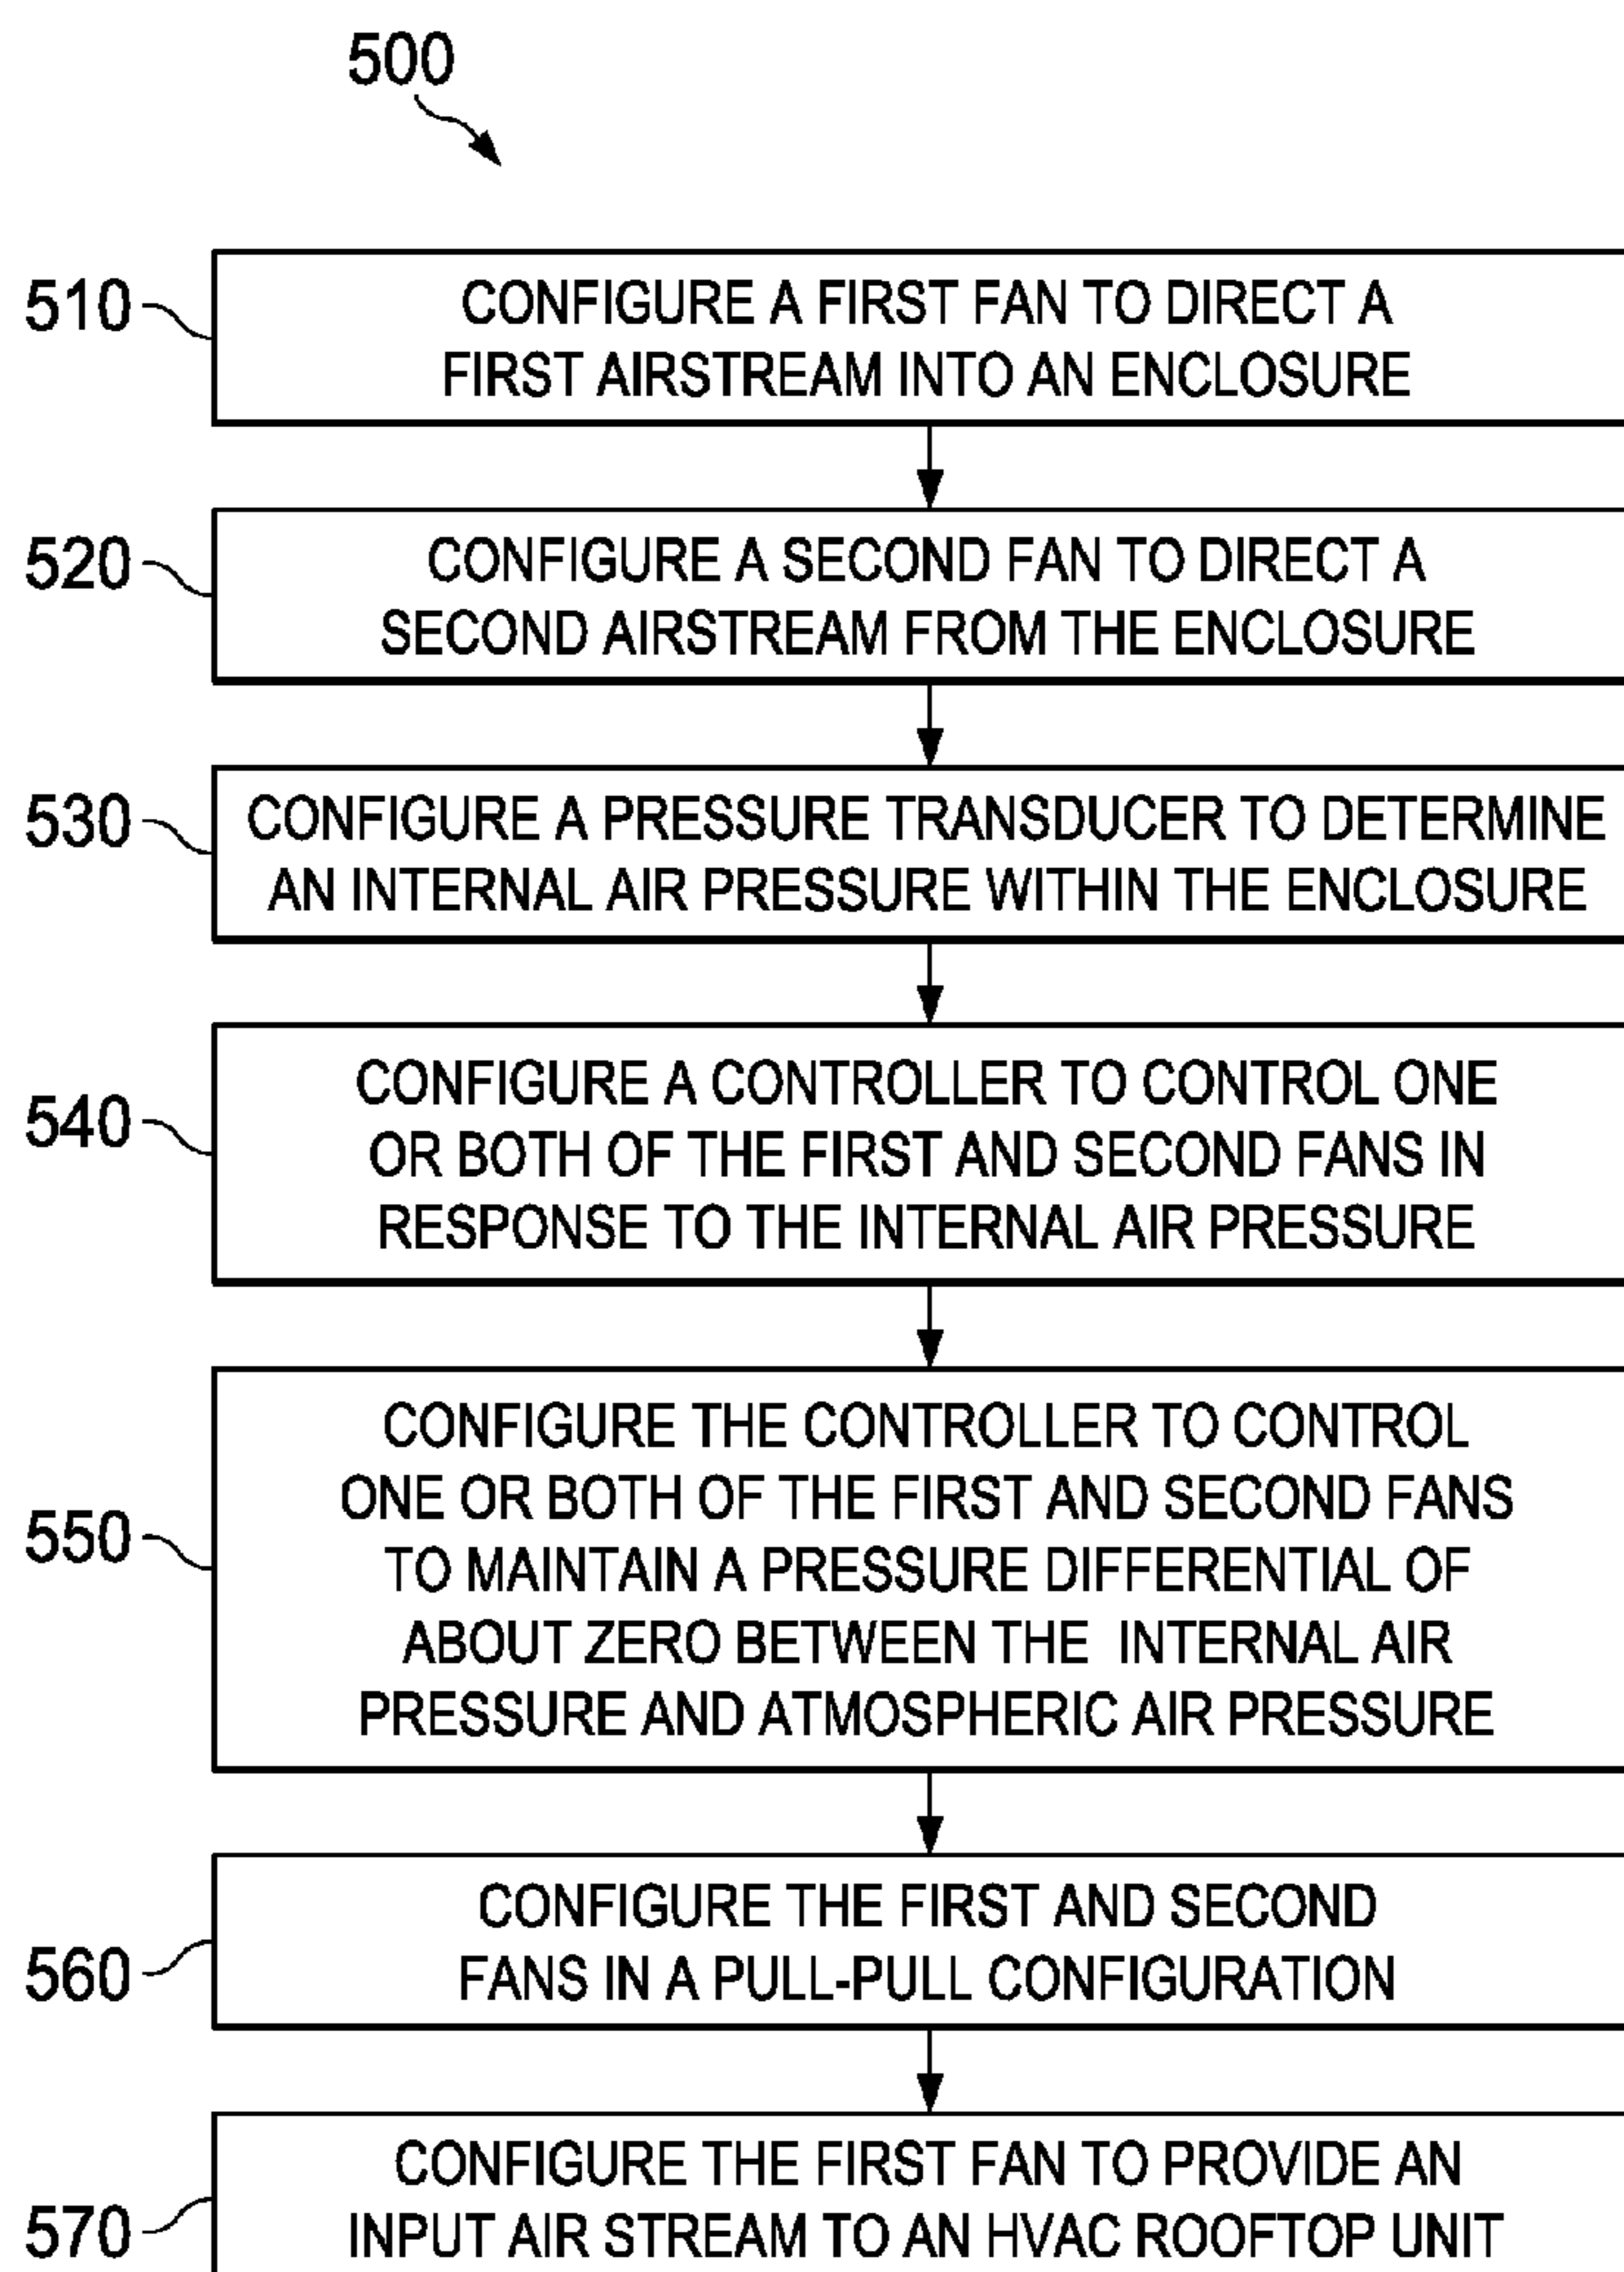 500
510
CONFIGURE A FIRST FAN TO DIRECT A
FIRST AIRSTREAM INTO AN ENCLOSURE
520
CONFIGURE A SECOND FAN TO DIRECT A
SECOND AIRSTREAM FROM THE ENCLOSURE
530
CONFIGURE A PRESSURE TRANSDUCER TO DETERMINE
AN INTERNAL AIR PRESSURE WITHIN THE ENCLOSURE
540
CONFIGURE A CONTROLLER TO CONTROL ONE
OR BOTH OF THE FIRST AND SECOND FANS IN
RESPONSE TO THE INTERNAL AIR PRESSURE
550
CONFIGURE THE CONTROLLER TO CONTROL
ONE OR BOTH OF THE FIRST AND SECOND FANS
TO MAINTAIN A PRESSURE DIFFERENTIAL OF
ABOUT ZERO BETWEEN THE INTERNAL AIR
PRESSURE AND ATMOSPHERIC AIR PRESSURE
560
CONFIGURE THE FIRST AND SECOND
FANS IN A PULL-PULL CONFIGURATION
570
CONFIGURE THE FIRST FAN TO PROVIDE AN
INPUT AIR STREAM TO AN HVAC ROOFTOP UNIT